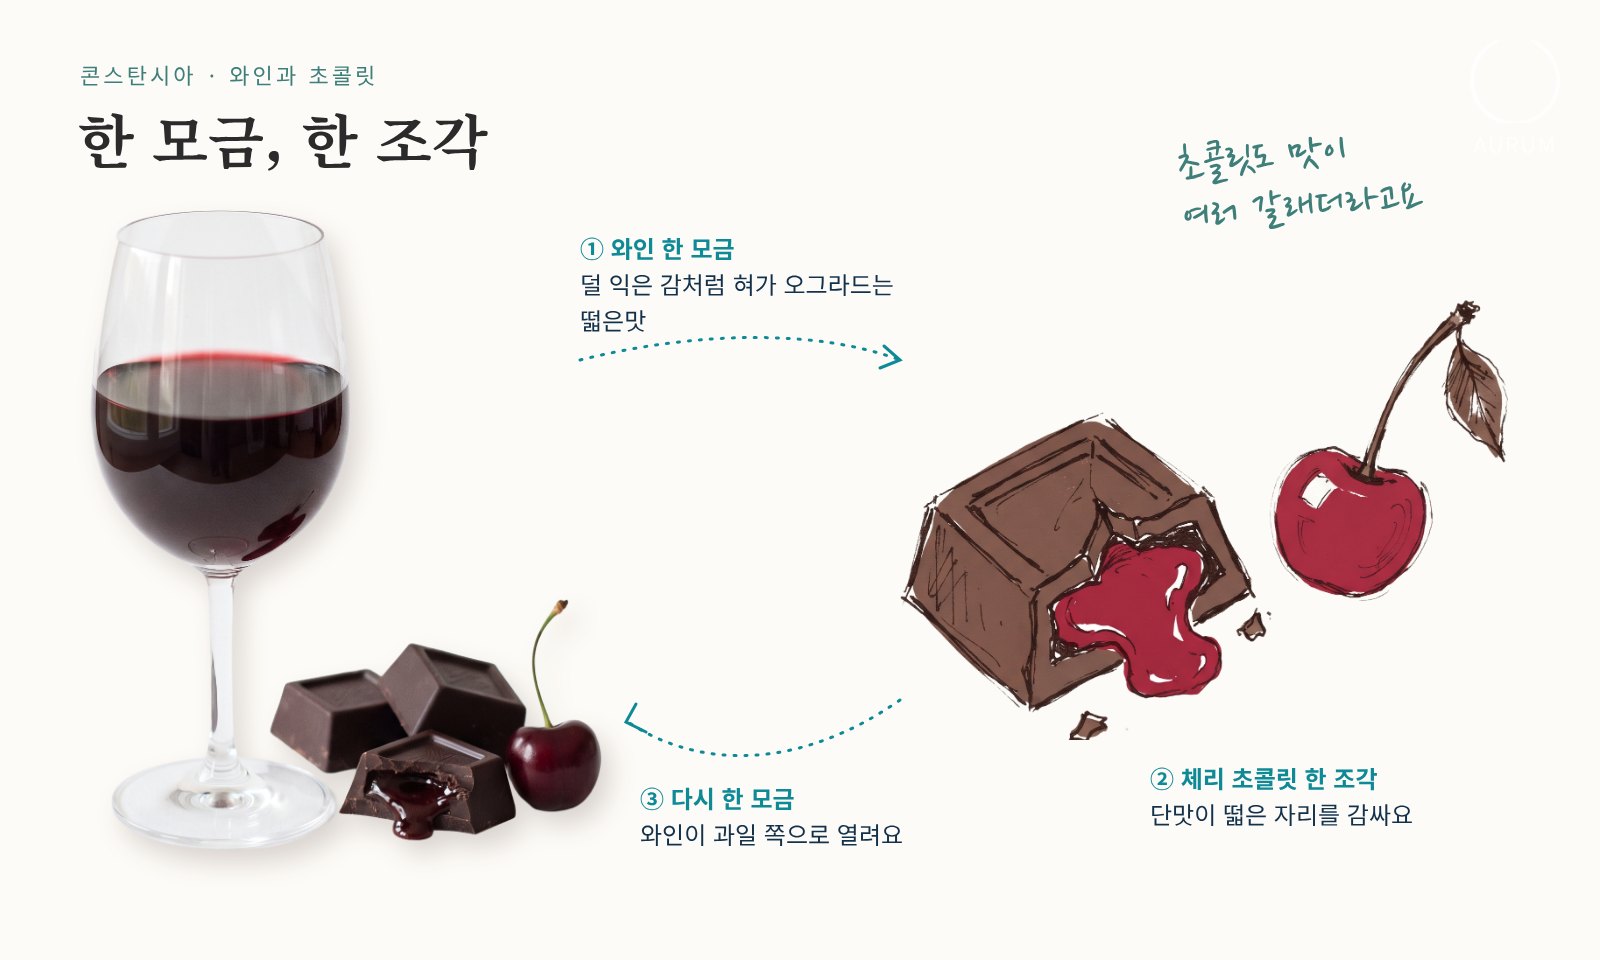 콘스탄시아 · 와인과 초콜릿
한 모금, 한 조각
AURUM
초콜릿도 맛이
여러 갈래더라고요
① 와인 한 모금
덜 익은 감처럼 혀가 오그라드는
떫은맛
② 체리 초콜릿 한 조각
단맛이 떫은 자리를 감싸요
③ 다시 한 모금
와인이 과일 쪽으로 열려요